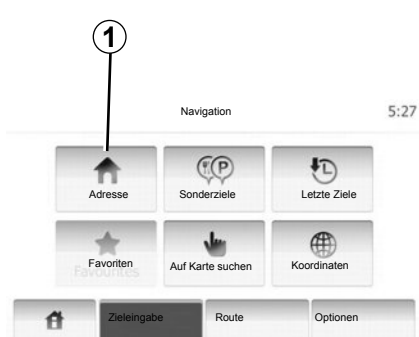 1
Navigation 5:27
Adresse Sonderziele Letzte Ziele
Favoriten Auf Karte suchen Koordinaten
Favourites
Zieleingabe Route Optionen